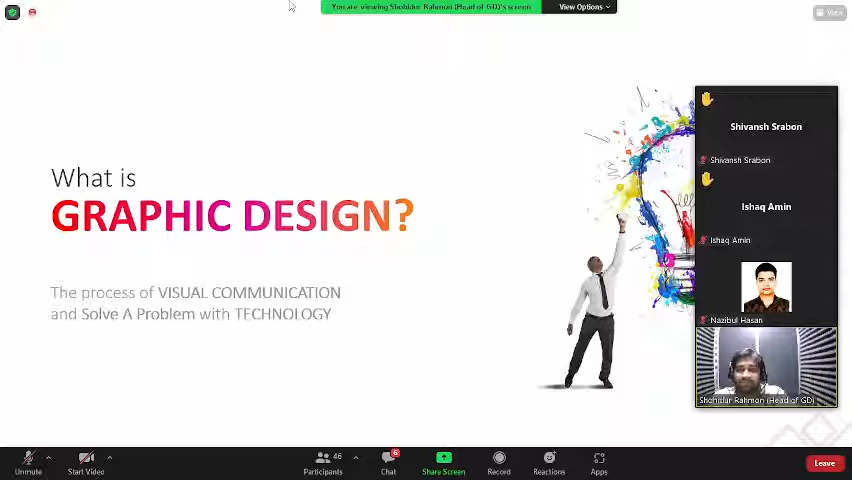 You are viewing Shohidur Rahmon (Head of GD)'s screen
View Options
View
What is
GRAPHIC DESIGN?
The process of VISUAL COMMUNICATION
and Solve A Problem with TECHNOLOGY
Shivansh Srabon
Shivansh Srabon
Ishaq Amin
Ishaq Amin
Nazibul Hasan
Shohidur Rahmon (Head of GD)
Unmute
Start Video
46
Participants
6
Chat
Share Screen
Record
Reactions
Apps
Leave